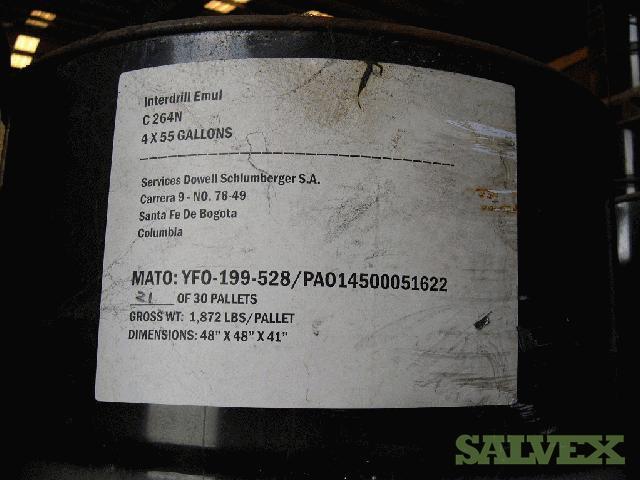 Interdrill Emul
C 264N
4 X 55 GALLONS
Services Dowell Schlumberger S.A.
Carrera 9 - NO. 76-49
Santa Fe De Bogota
Columbia
MATO: YFO-199-528/PAO14500051622
21 OF 30 PALLETS
GROSS WT: 1,872 LBS/PALLET
DIMENSIONS: 48" X 48" X 41"
SALVEX